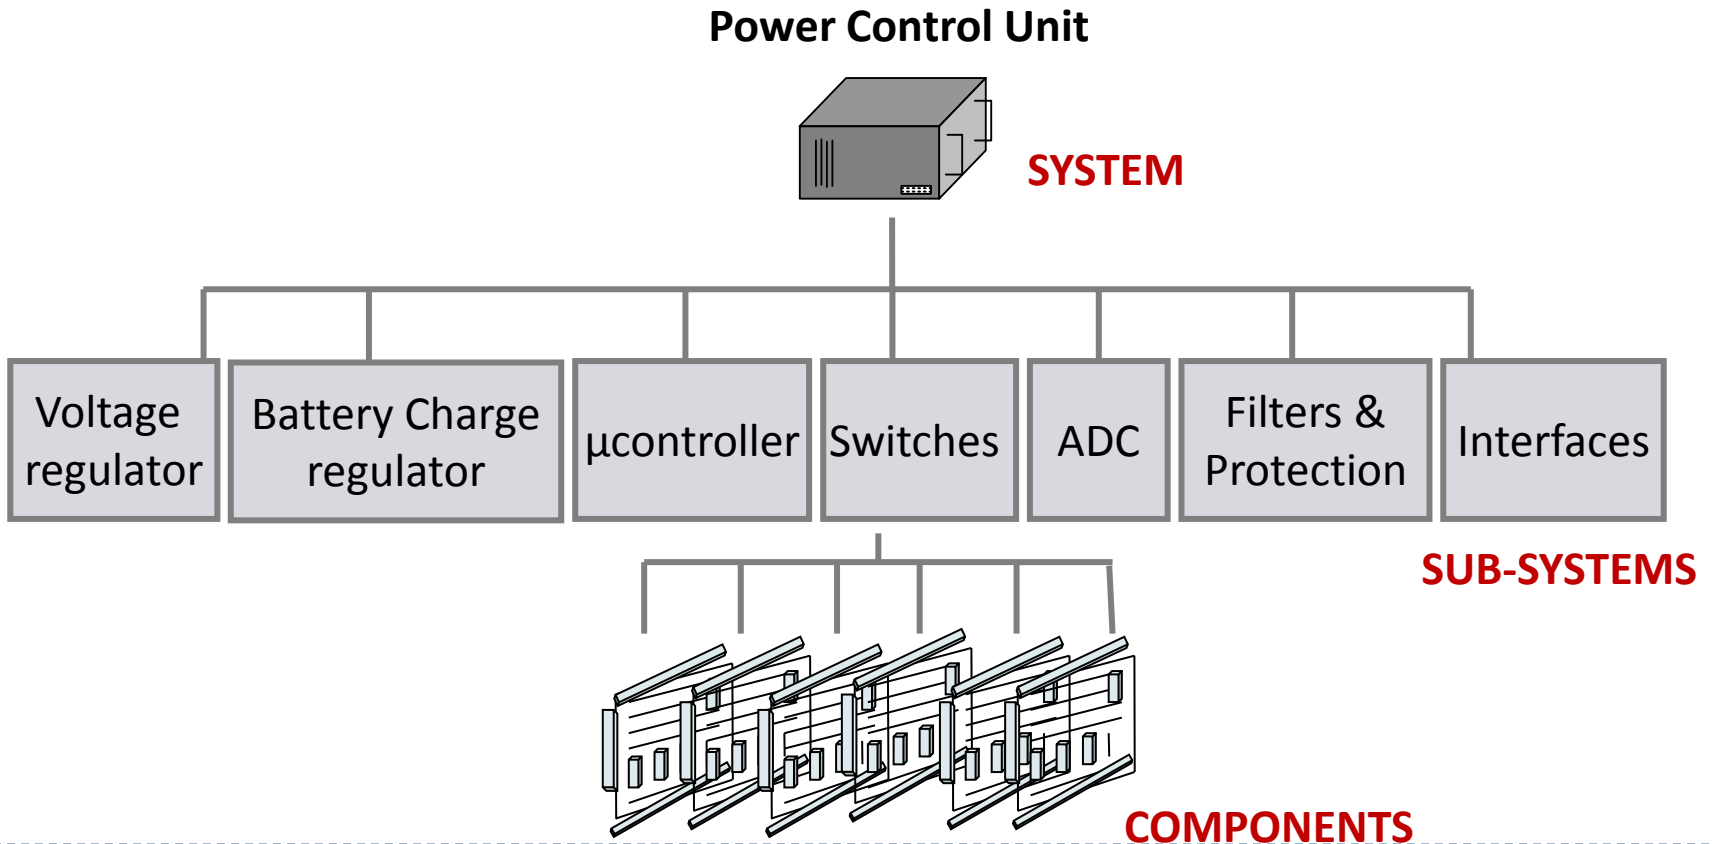 Power Control Unit
SYSTEM
Voltage
regulator
Battery Charge
regulator
µcontroller
Switches
ADC
Filters &
Protection
Interfaces
SUB-SYSTEMS
COMPONENTS